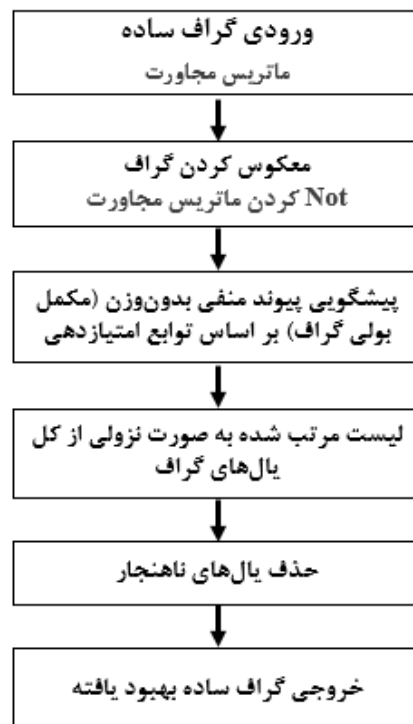 ورودی گراف ساده
ماتریس مجاورت
معکوس کردن گراف
Not کردن ماتریس مجاورت
پیشگویی پیوند منفی بدون‌وزن (مکمل
بولی گراف) بر اساس توابع امتیازدهی
لیست مرتب شده به صورت نزولی از کل
یال‌های گراف
حذف یال‌های ناهنجار
خروجی گراف ساده بهبود یافته